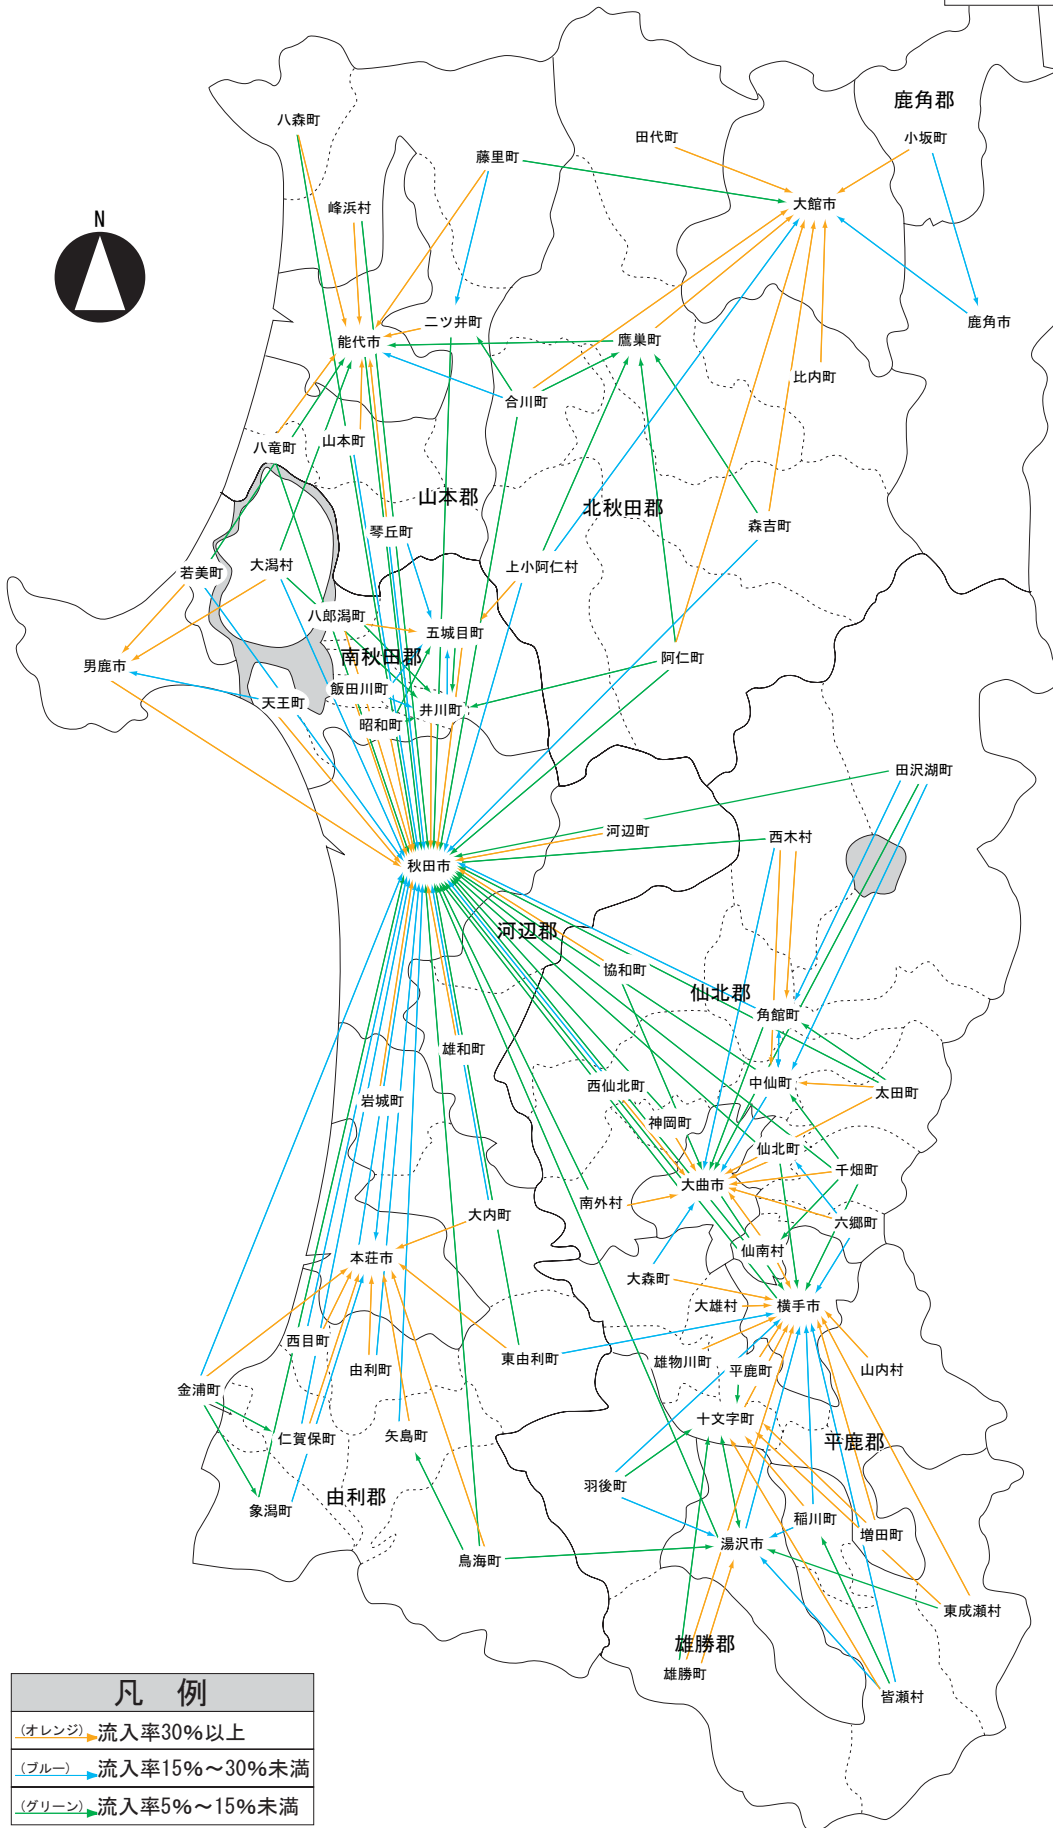 鹿角郡
八森町
田代町
小坂町
藤里町
大館市
峰浜村
N
二ツ井町
鹿角市
能代市
鷹巣町
比内町
合川町
八竜町
山本町
山本郡
北秋田郡
琴丘町
森吉町
若美町
大潟村
上小阿仁村
八郎潟町
五城目町
男鹿市
南秋田郡
阿仁町
飯田川町
天王町
井川町
昭和町
田沢湖町
河辺町
西木村
秋田市
河辺郡
協和町
仙北郡
角館町
雄和町
西仙北町
中仙町
太田町
岩城町
神岡町
仙北町
千畑町
大曲市
南外村
大内町
六郷町
本荘市
仙南村
大森町
大雄村
横手市
西目町
東由利町
雄物川町
平鹿町
山内村
由利町
金浦町
十文字町
仁賀保町
矢島町
平鹿郡
羽後町
由利郡
象潟町
稲川町
増田町
湯沢市
鳥海町
東成瀬村
雄勝郡
雄勝町
皆瀬村
凡 例
(オレンジ) 流入率30%以上
(ブルー) 流入率15%～30%未満
(グリーン) 流入率5%～15%未満